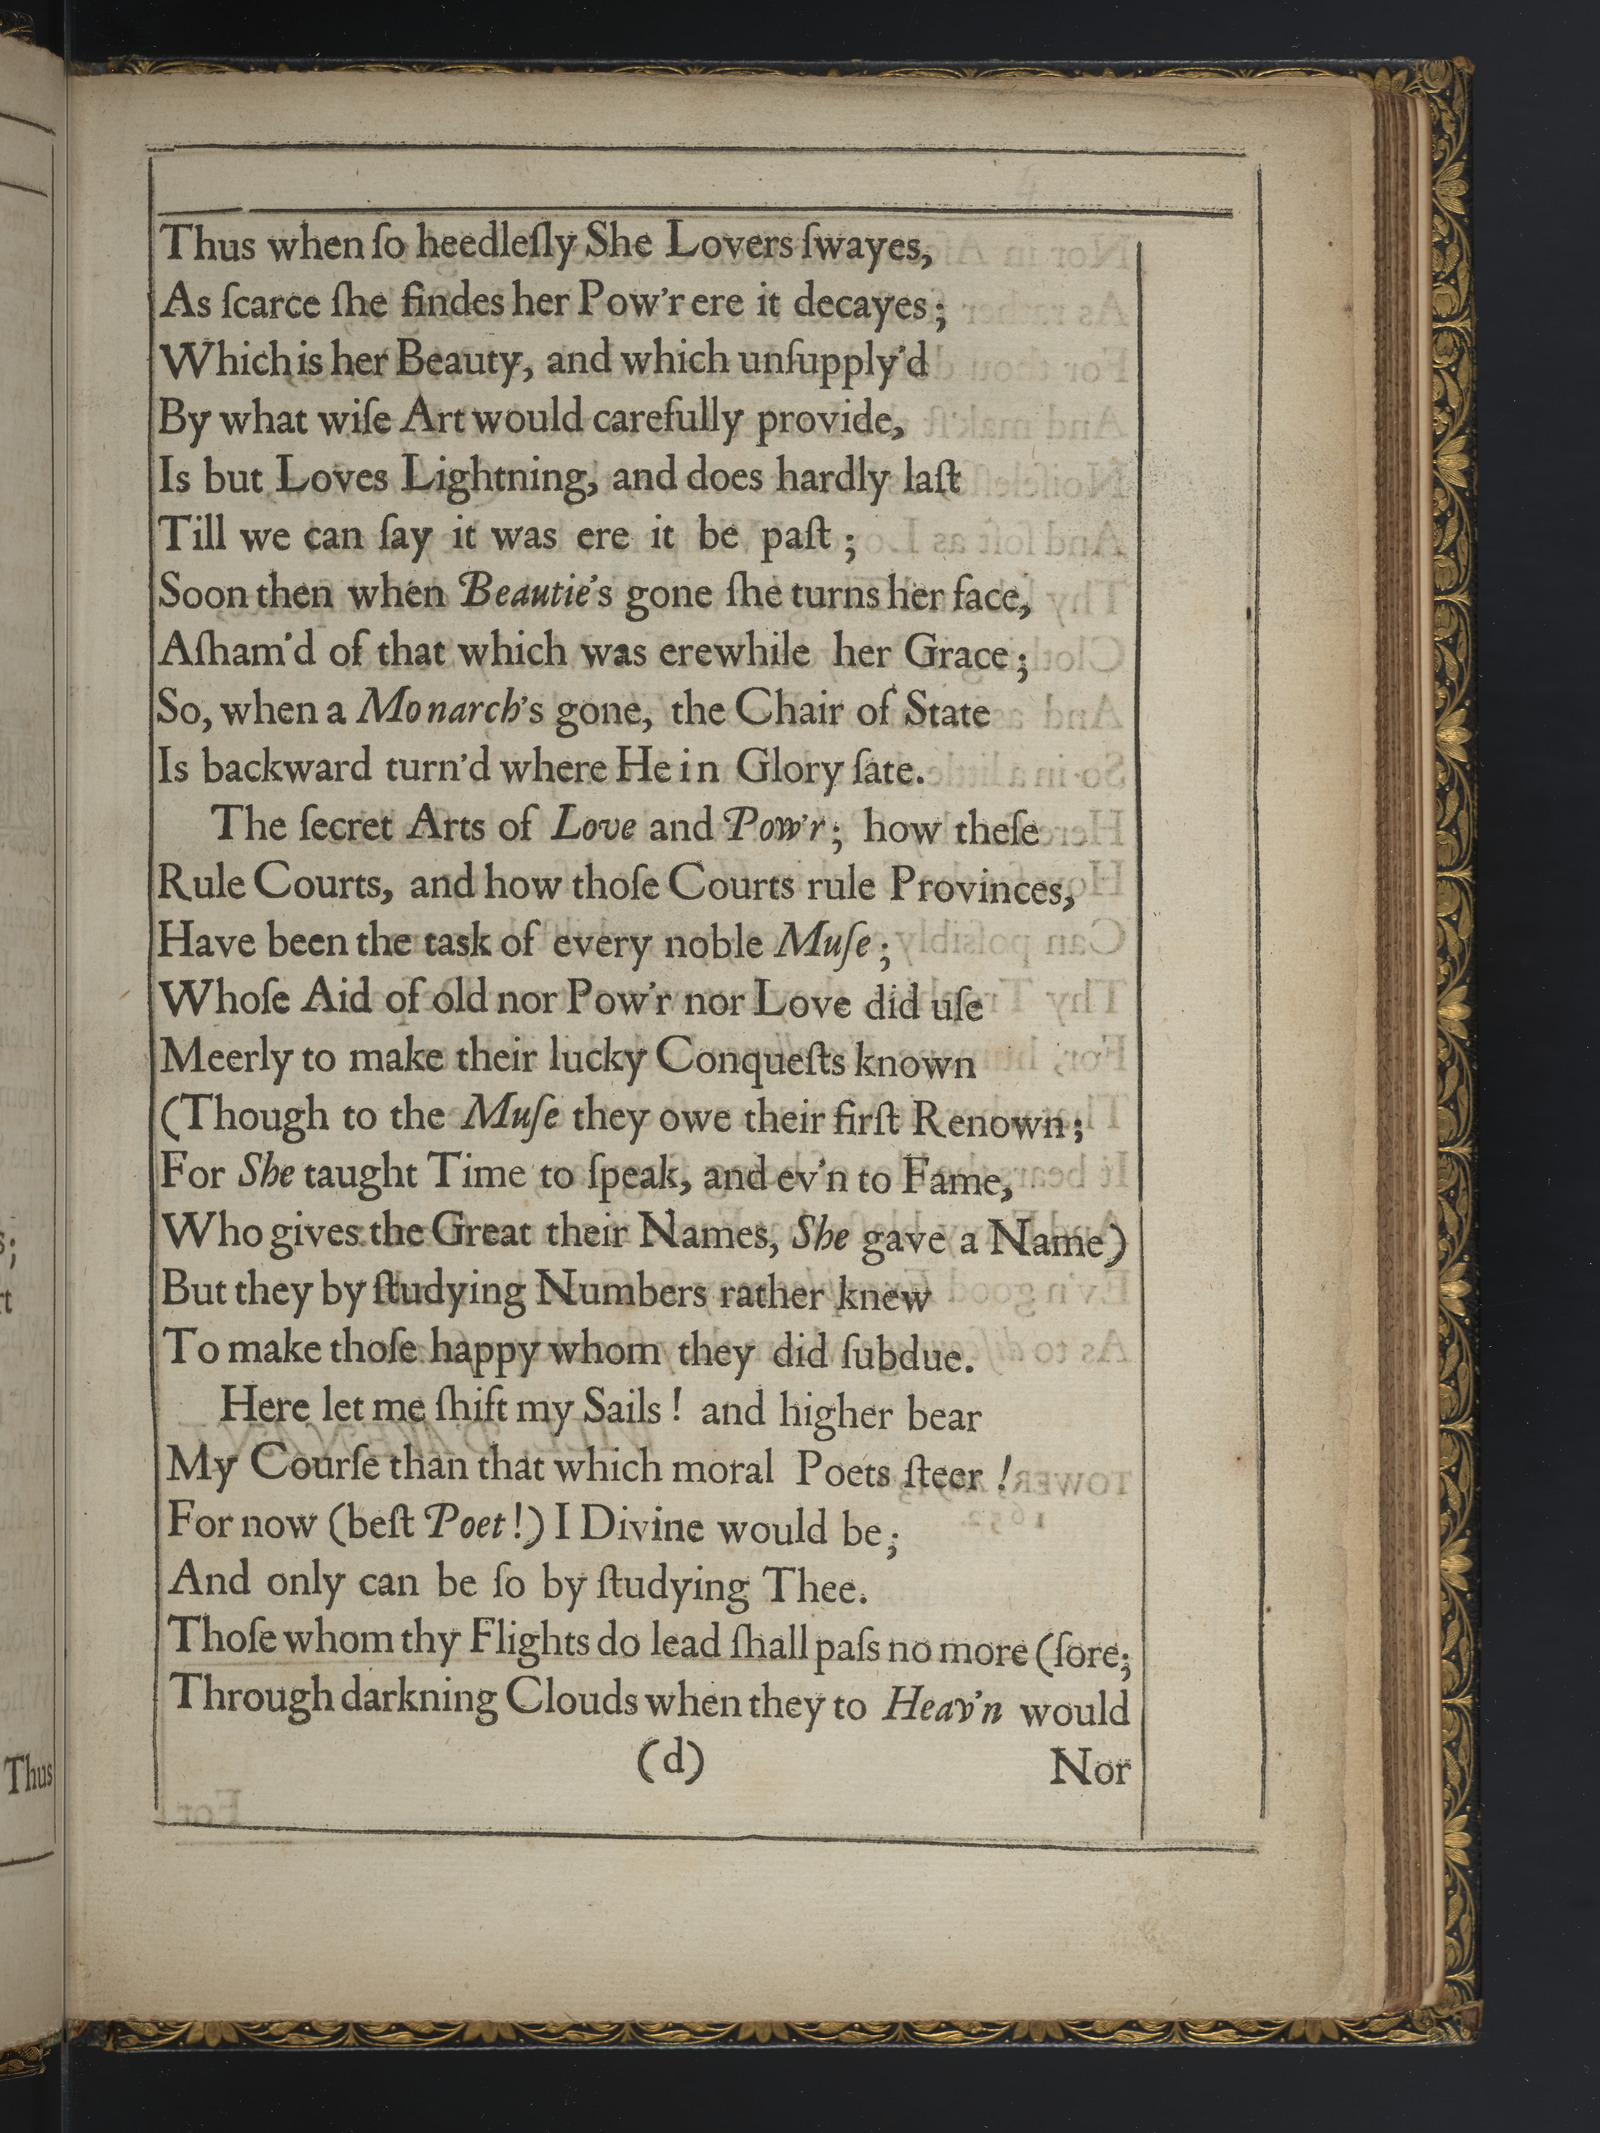 Thus when ſo heedleſly She Lovers ſwayes,
As ſcarce ſhe findes her Pow'r ere it decayes;
Which is her Beauty, and which unſupply'd
By what wiſe Art would carefully provide,
Is but Loves Lightning, and does hardly laſt
Till we can ſay it was ere it be paſt;
Soon then when Beautie's gone ſhe turns her face,
Aſham'd of that which was erewhile her Grace;
So, when a Monarch's gone, the Chair of State
Is backward turn'd where He in Glory ſate.
The ſecret Arts of Love and Pow'r; how theſe
Rule Courts, and how thoſe Courts rule Provinces,
Have been the task of every noble Muſe;
Whoſe Aid of old nor Pow'r nor Love did uſe
Meerly to make their lucky Conqueſts known
(Though to the Muſe they owe their firſt Renown;
For She taught Time to ſpeak, and ev'n to Fame,
Who gives the Great their Names, She gave a Name)
But they by ſtudying Numbers rather knew
To make thoſe happy whom they did ſubdue.
Here let me ſhift my Sails! and higher bear
My Courſe than that which moral Poets ſteer!
For now (beſt Poet!) I Divine would be;
And only can be ſo by ſtudying Thee.
Thoſe whom thy Flights do lead ſhall paſs no more (ſore;
Through darkning Clouds when they to Heav'n would
(d) Nor
Thus